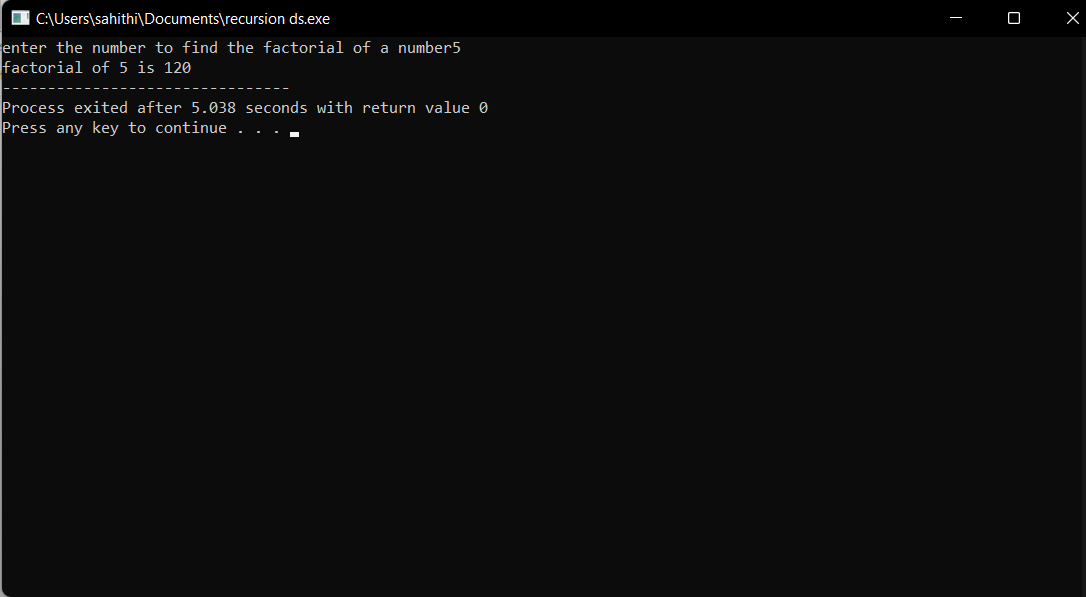 C:\Users\sahithi\Documents\recursion ds.exe
enter the number to find the factorial of a number5
factorial of 5 is 120
--------------------------------
Process exited after 5.038 seconds with return value 0
Press any key to continue . . .